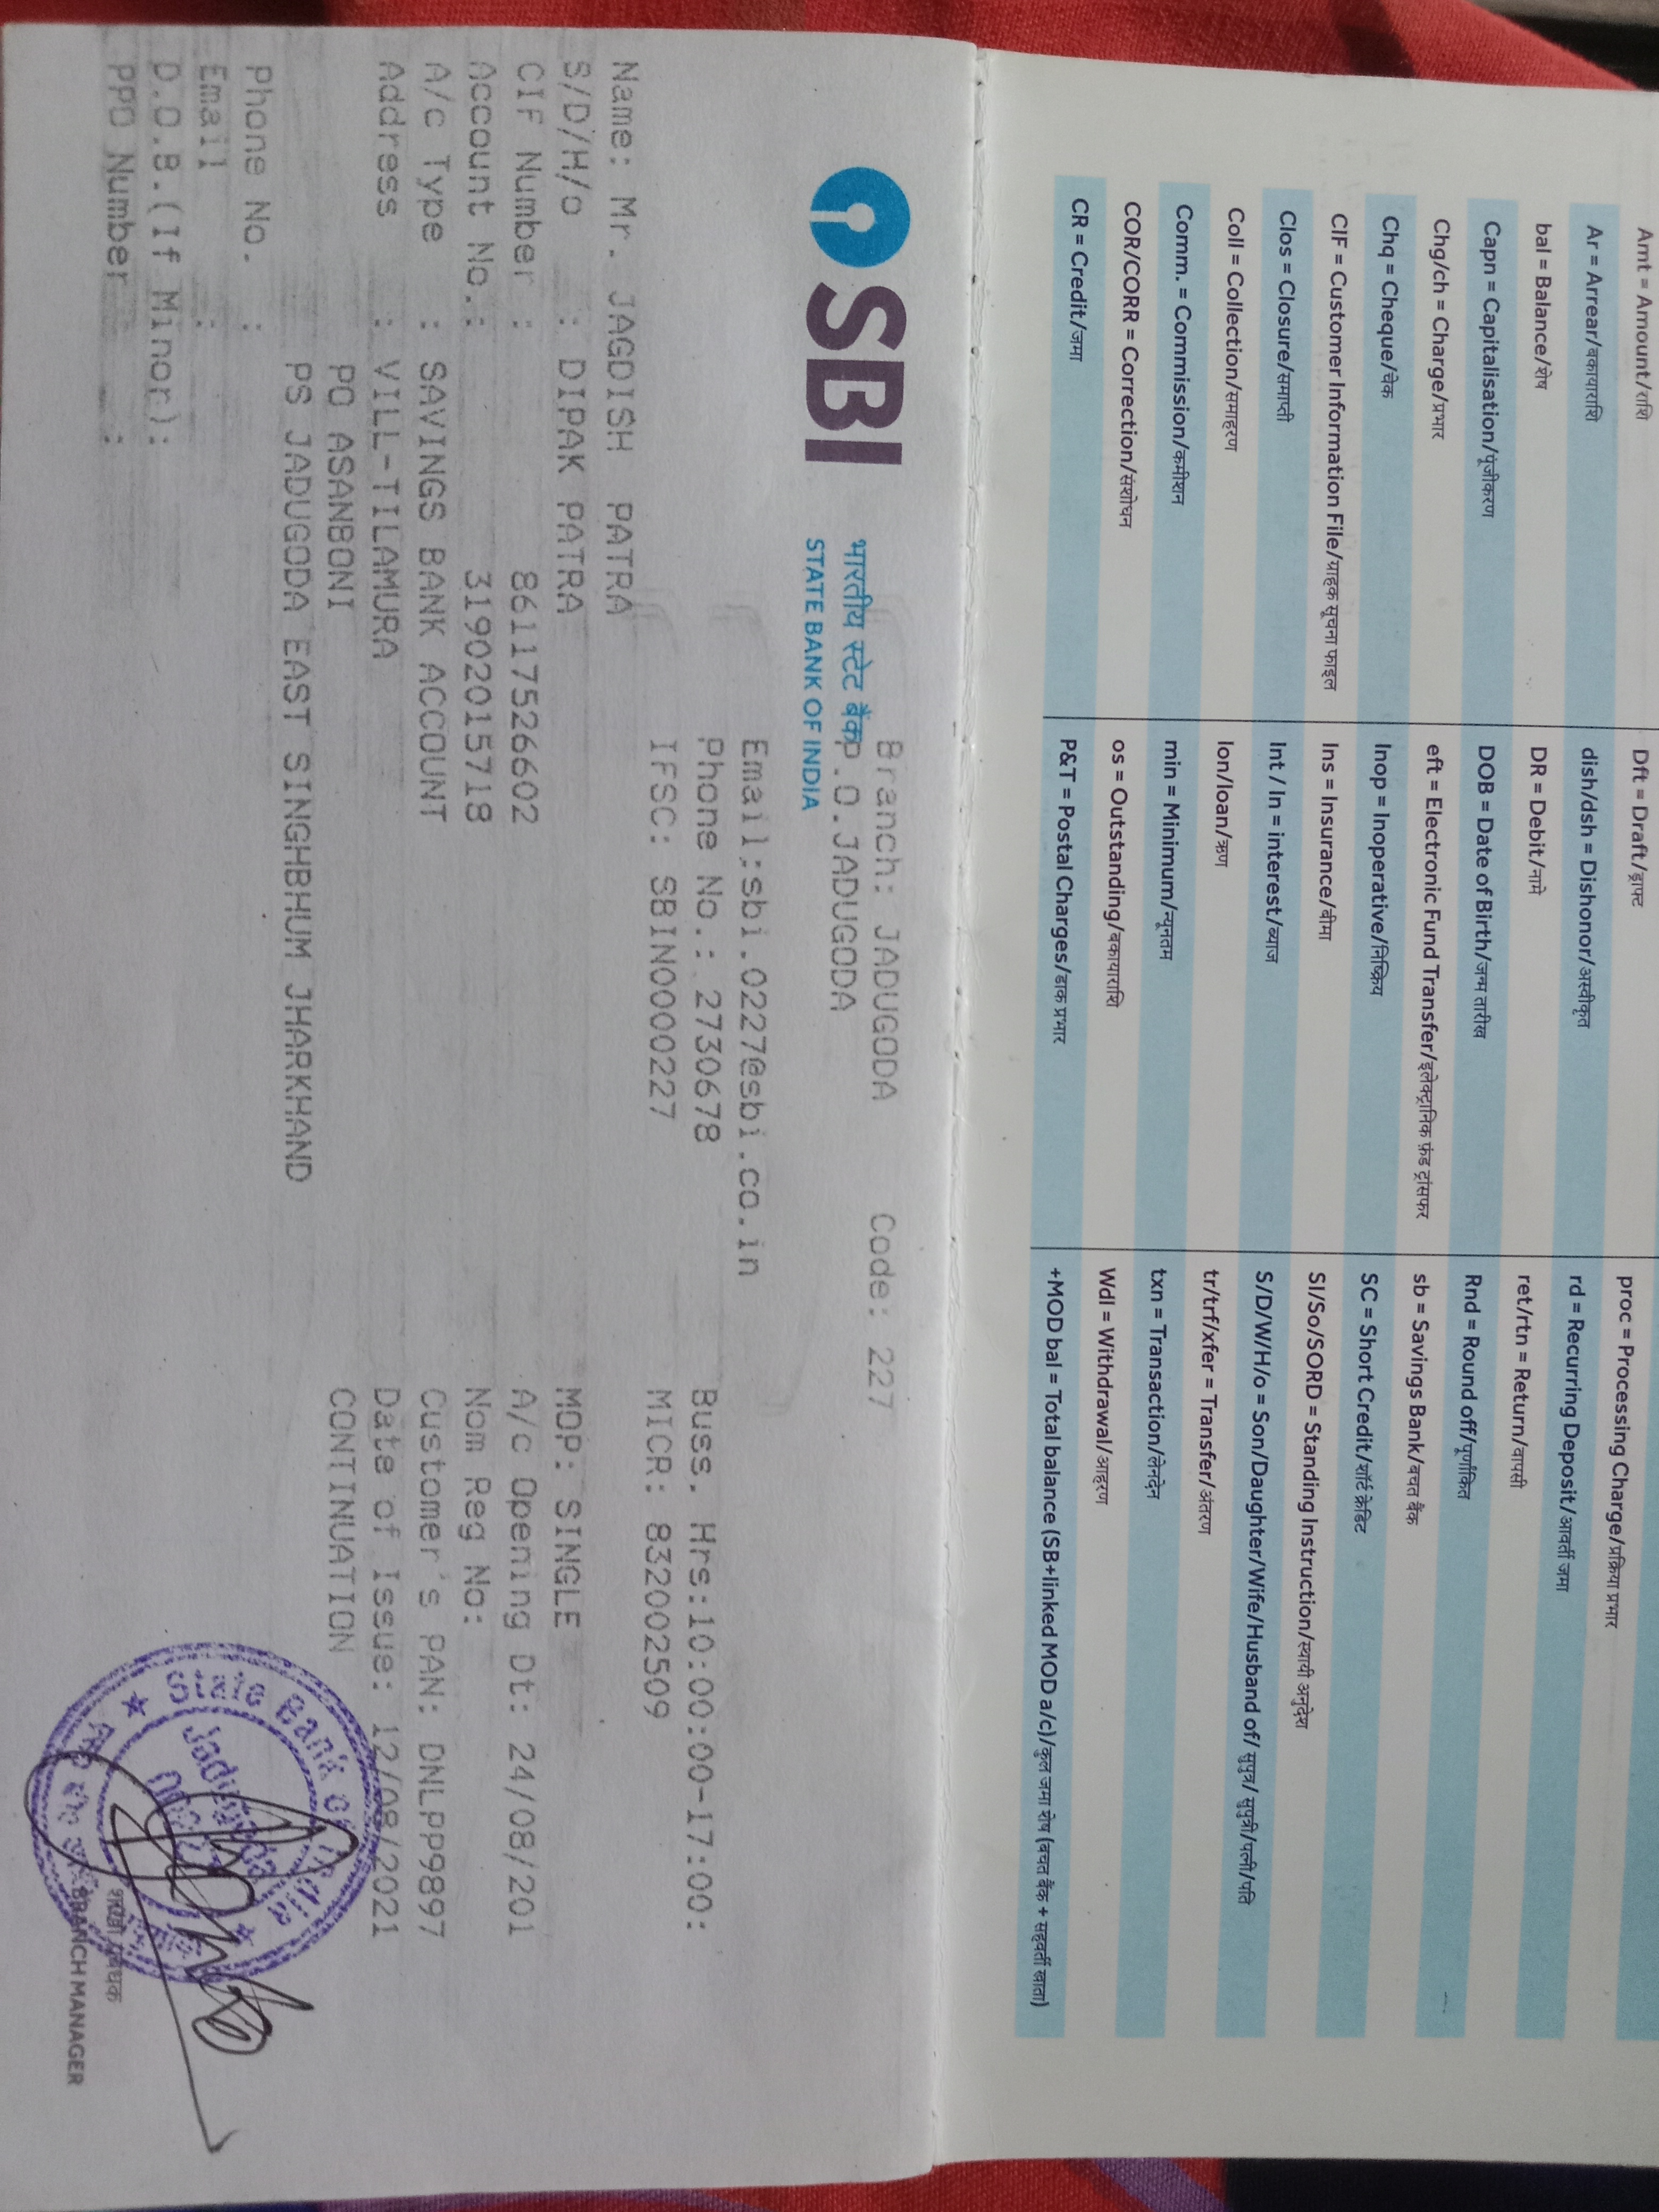 Amt = Amount/राशि
Ar = Arrear/बकायाराशि
bal = Balance/शेष
Capn = Capitalisation/पूंजीकरण
Chg/ch = Charge/प्रभार
Chq = Cheque/चेक
CIF = Customer Information File/ग्राहक सूचना फाइल
Clos = Closure/समाप्ती
Coll = Collection/समाहरण
Comm. = Commission/कमीशन
COR/CORR = Correction/संशोधन
CR = Credit/जमा
Dft = Draft/ड्राफ्ट
dish/dsh = Dishonor/अस्वीकृत
DR = Debit/नामे
DOB = Date of Birth/जन्म तारीख
eft = Electronic Fund Transfer/इलेक्ट्रानिक फ़ंड ट्रांसफर
Inop = Inoperative/निष्क्रिय
Ins = Insurance/बीमा
Int / In = interest/ब्याज
lon/loan/ऋण
min = Minimum/न्यूनतम
os = Outstanding/बकायाराशि
P&T = Postal Charges/डाक प्रभार
proc = Processing Charge/प्रक्रिया प्रभार
rd = Recurring Deposit/आवर्ती जमा
ret/rtn = Return/वापसी
Rnd = Round off/पूर्णांकित
sb = Savings Bank/बचत बैंक
SC = Short Credit/शॉर्ट क्रेडिट
SI/So/SORD = Standing Instruction/स्थायी अनुदेश
S/D/W/H/o = Son/Daughter/Wife/Husband of/ सुपुत्र/ सुपुत्री/पत्नी/पति
tr/trf/xfer = Transfer/अंतरण
txn = Transaction/लेनदेन
Wdl = Withdrawal/आहरण
+MOD bal = Total balance (SB+linked MOD a/c)/कुल जमा शेष (बचत बैंक + सहवर्ती खाता)
SBI
भारतीय स्टेट बैंक
STATE BANK OF INDIA
Branch: JADUGODA Code: 227
P.O.JADUGODA
Email:sbi.0227@sbi.co.in
Phone No.: 2730678 Buss. Hrs:10:00:00-17:00:
IFSC: SBIN0000227 MICR: 832002509
Name: Mr. JAGDISH PATRA
S/D/H/o : DIPAK PATRA MOP: SINGLE
CIF Number : 86117526602 A/c Opening Dt: 24/08/201
Account No.: 31902015718 Nom Reg No:
A/c Type : SAVINGS BANK ACCOUNT Customer's PAN: DNLPP9897
Address : VILL-TILAMURA Date of Issue: 12/08/2021
PO ASANBONI CONTINUATION
PS JADUGODA EAST SINGHBHUM JHARKHAND
Phone No. :
Email :
D.O.B.(If Minor):
PPO Number :
State Bank of India
Jaduguda
BRANCH MANAGER